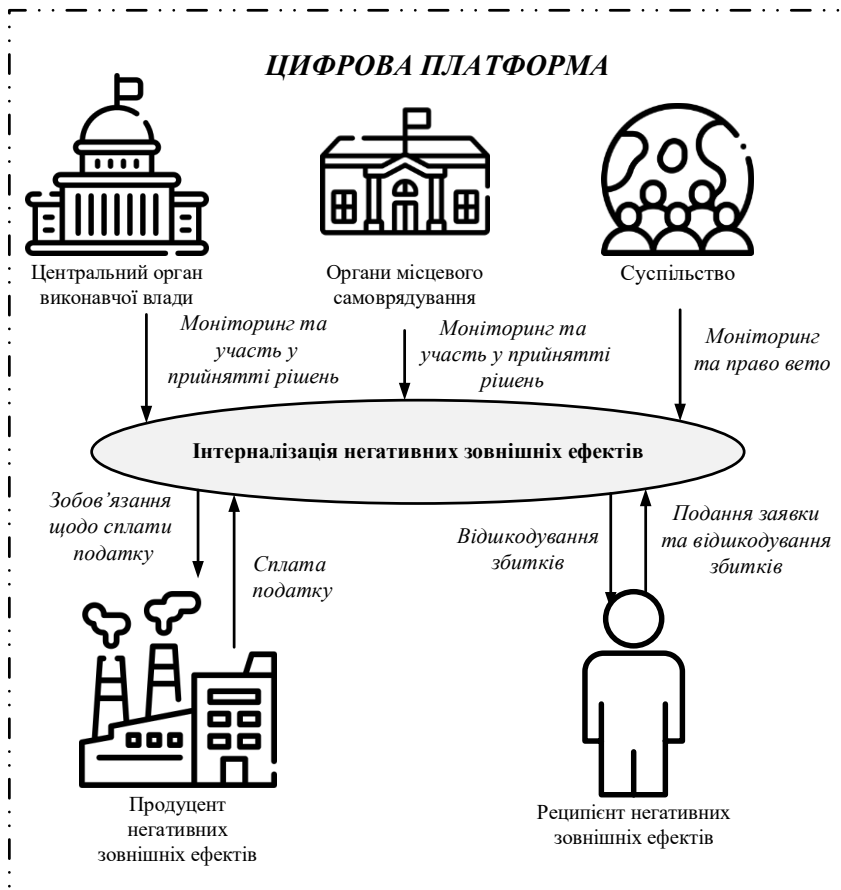 ЦИФРОВА ПЛАТФОРМА
Центральний орган
виконавчої влади
Органи місцевого
самоврядування
Суспільство
Моніторинг та
участь у
прийнятті рішень
Моніторинг та
участь у прийнятті
рішень
Моніторинг
та право вето
Інтерналізація негативних зовнішніх ефектів
Зобов’язання
щодо сплати
податку
Сплата
податку
Відшкодування
збитків
Подання заявки
та відшкодування
збитків
Продуцент
негативних
зовнішніх ефектів
Реципієнт негативних
зовнішніх ефектів